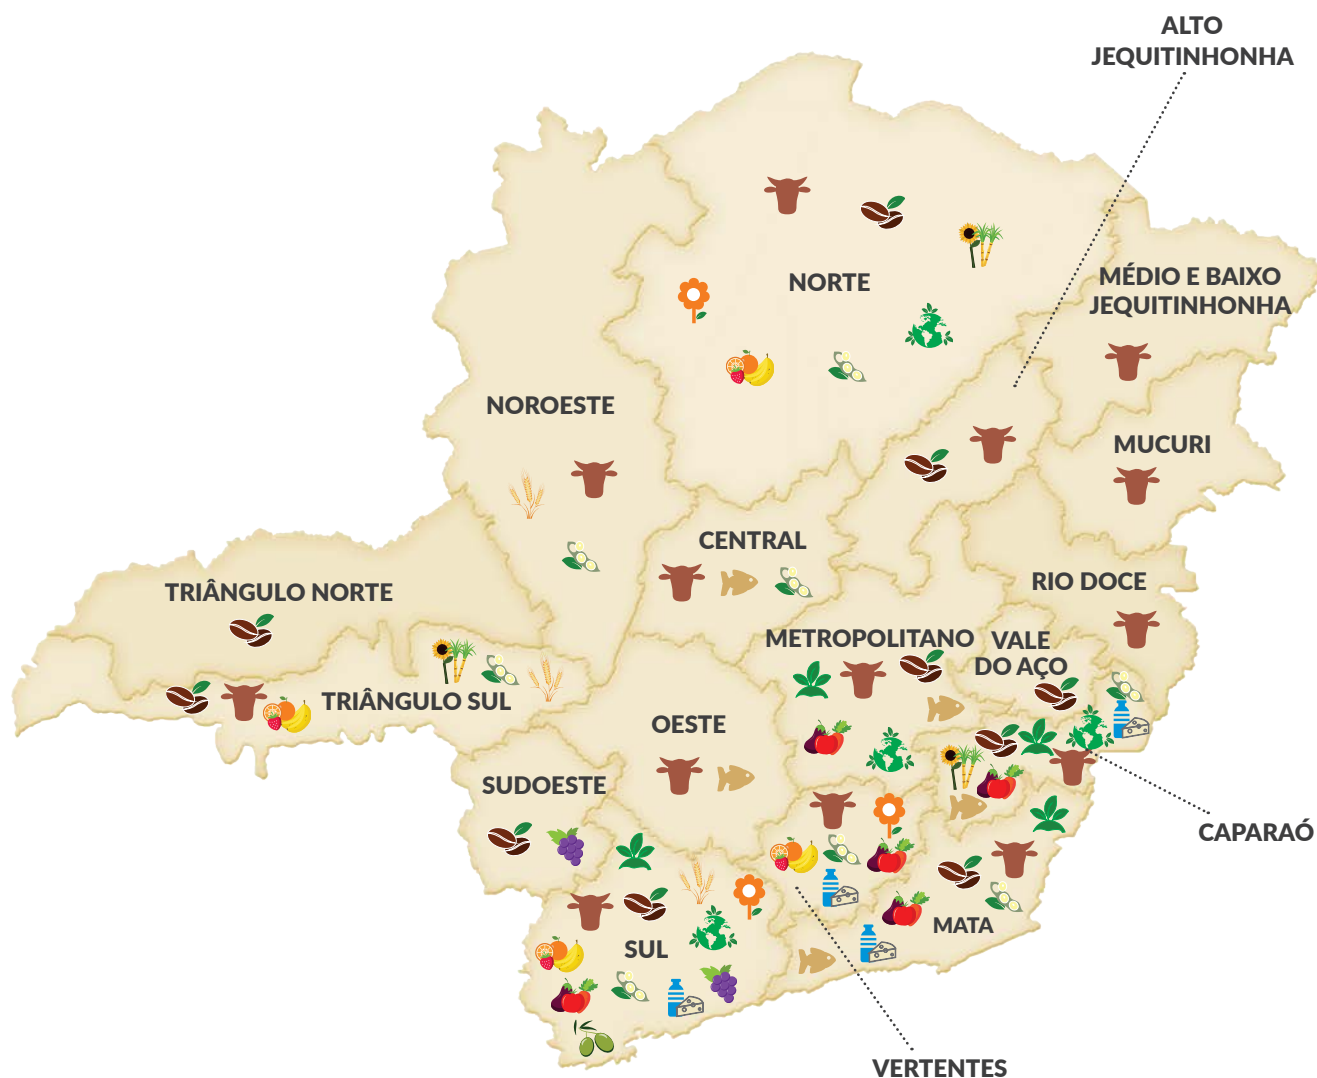 ALTO
JEQUITINHONHA
NORTE
MÉDIO E BAIXO
JEQUITINHONHA
NOROESTE
MUCURI
CENTRAL
TRIÂNGULO NORTE
RIO DOCE
METROPOLITANO
VALE
DO AÇO
TRIÂNGULO SUL
OESTE
SUDOESTE
CAPARAÓ
MATA
SUL
VERTENTES